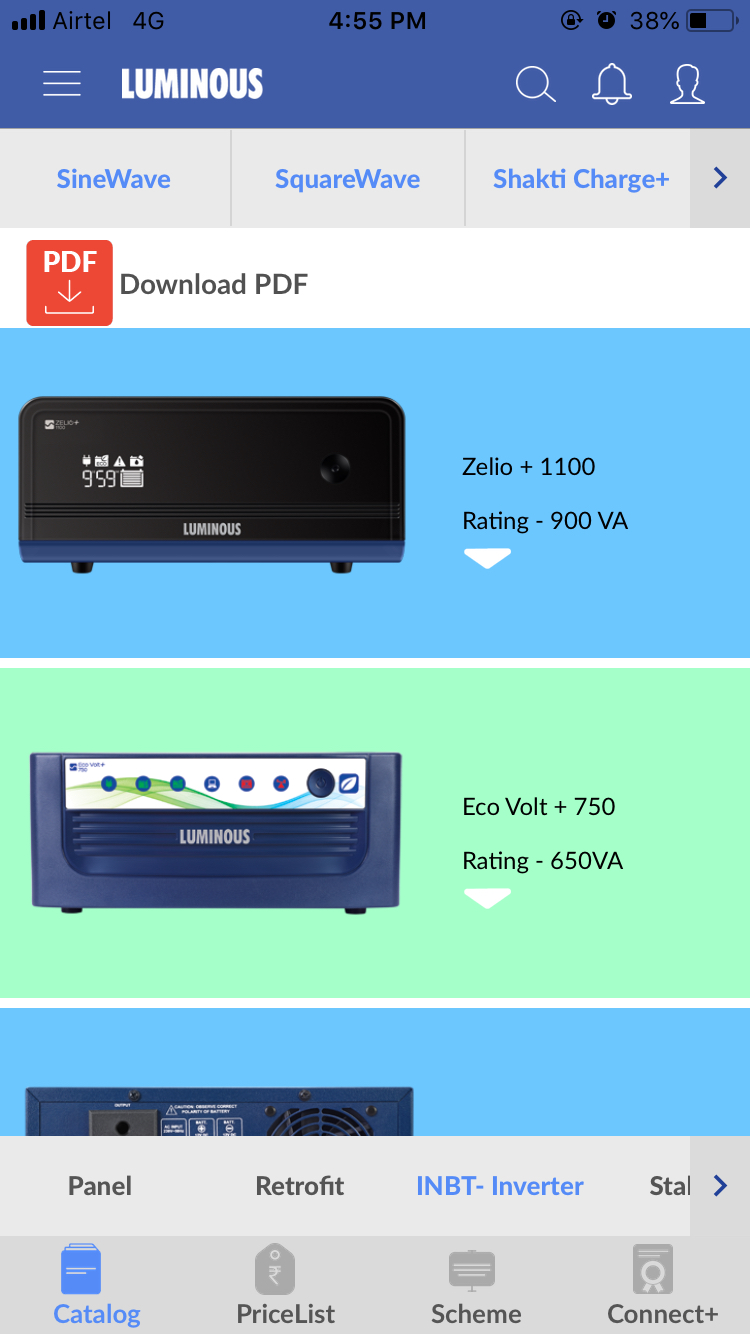 Airtel 4G 4:55 PM 38%
LUMINOUS
SineWave SquareWave Shakti Charge+
PDF
Download PDF
ZELIO+
1100
9:59
LUMINOUS
Zelio + 1100
Rating - 900 VA
Eco Volt+
750
LUMINOUS
Eco Volt + 750
Rating - 650VA
OUTPUT
CAUTION: OBSERVE CORRECT
POLARITY OF BATTERY
AC INPUT BATT. BATT.
Panel Retrofit INBT- Inverter Stal
Catalog PriceList Scheme Connect+